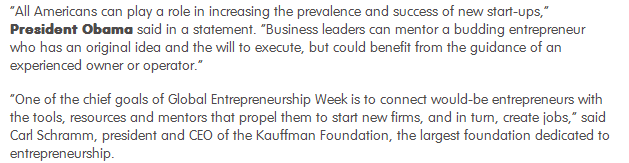 "All Americans can play a role in increasing the prevalence and success of new start-ups,"
President Obama said in a statement. "Business leaders can mentor a budding entrepreneur
who has an original idea and the will to execute, but could benefit from the guidance of an
experienced owner or operator."
"One of the chief goals of Global Entrepreneurship Week is to connect would-be entrepreneurs with
the tools, resources and mentors that propel them to start new firms, and in turn, create jobs," said
Carl Schramm, president and CEO of the Kauffman Foundation, the largest foundation dedicated to
entrepreneurship.